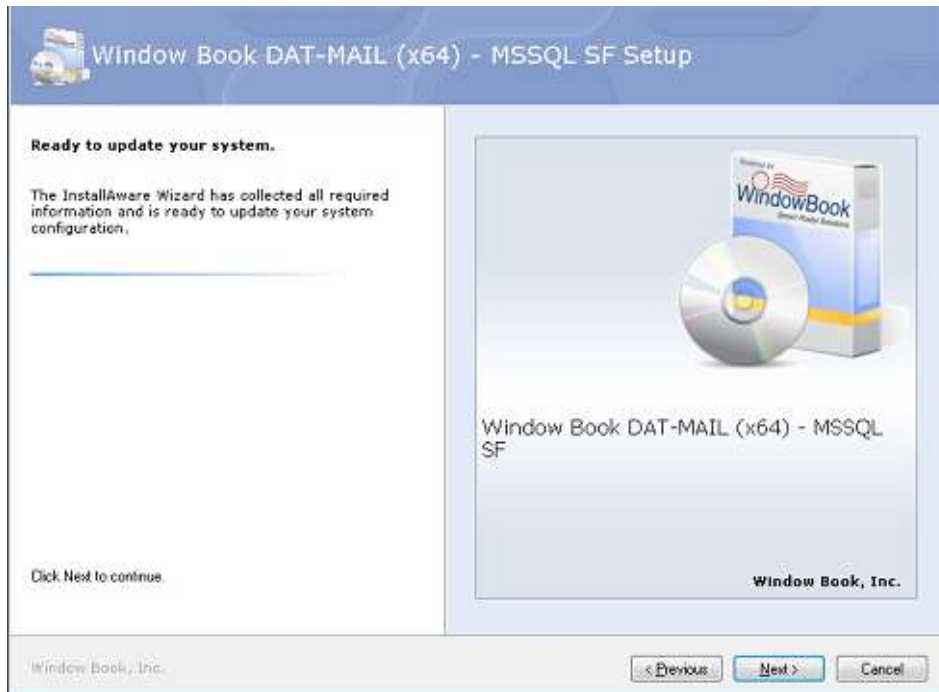 Window Book DAT-MAIL (x64) - MSSQL SF Setup
Ready to update your system.
The InstallAware Wizard has collected all required
information and is ready to update your system
configuration.
WindowBook
Window Book DAT-MAIL (x64) - MSSQL
SF
Click Next to continue.
Window Book, Inc.
Window Book, Inc.
< Previous
Next >
Cancel